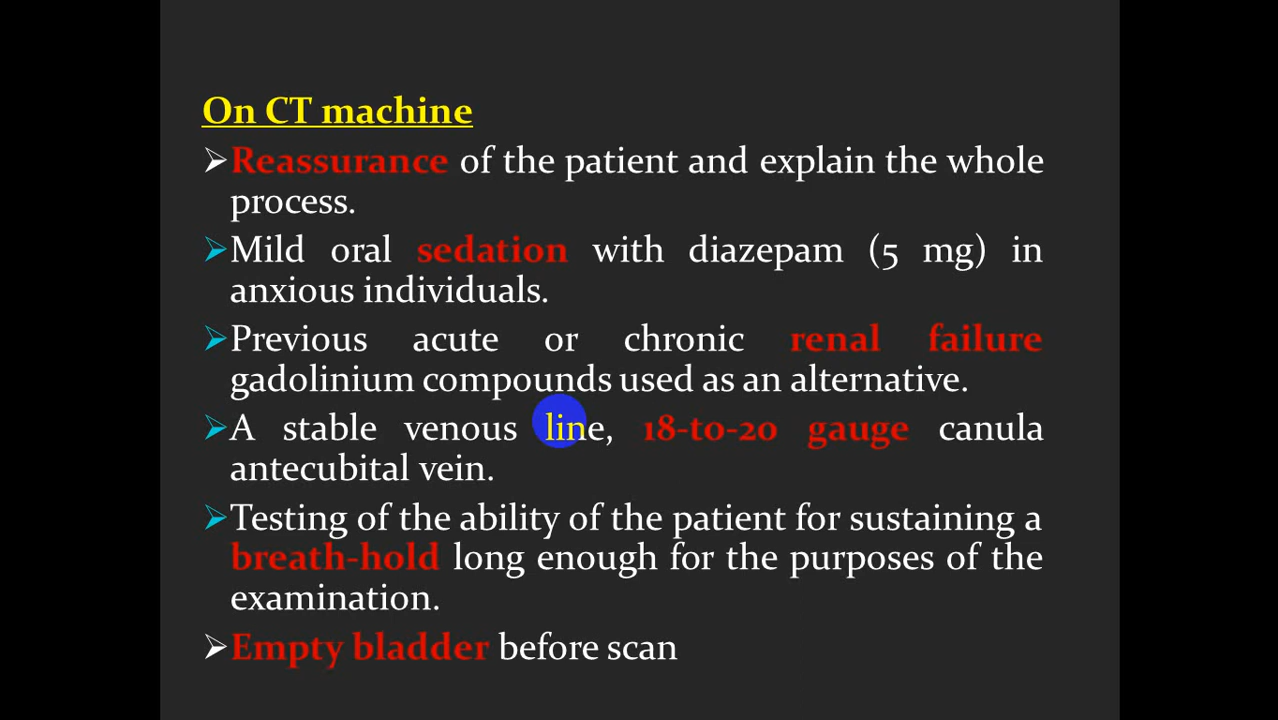 On CT machine
Reassurance of the patient and explain the whole
process.
Mild oral sedation with diazepam (5 mg) in
anxious individuals.
Previous acute or chronic renal failure
gadolinium compounds used as an alternative.
A stable venous line, 18-to-20 gauge canula
antecubital vein.
Testing of the ability of the patient for sustaining a
breath-hold long enough for the purposes of the
examination.
Empty bladder before scan